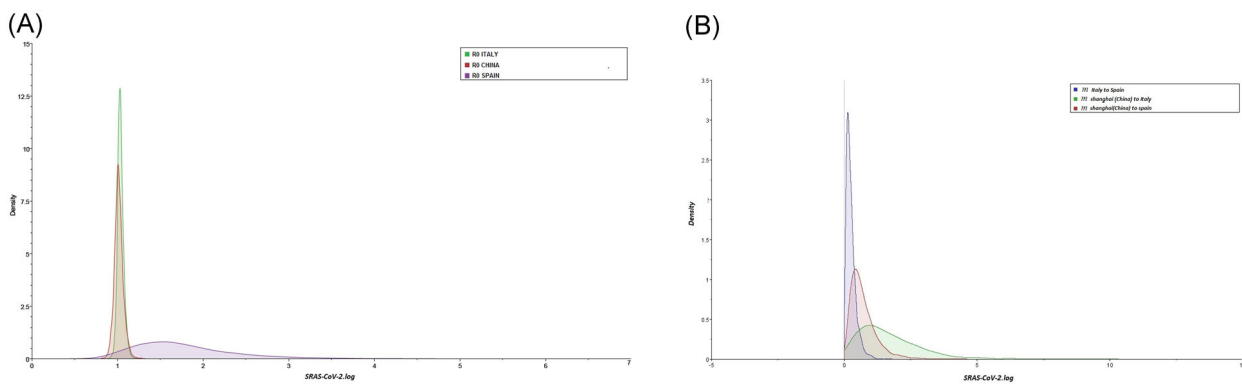 (A)
15
12.5
10
7.5
5
2.5
0
Density
R0 ITALY
R0 CHINA
R0 SPAIN
0 1 2 3 4 5 6 7
SRAS-CoV-2.log
(B)
3.5
3
2.5
2
1.5
1
0.5
0
Density
Italy to Spain
shanghai (China) to Italy
shanghai(China) to spain
-5 0 5 10
SRAS-CoV-2.log